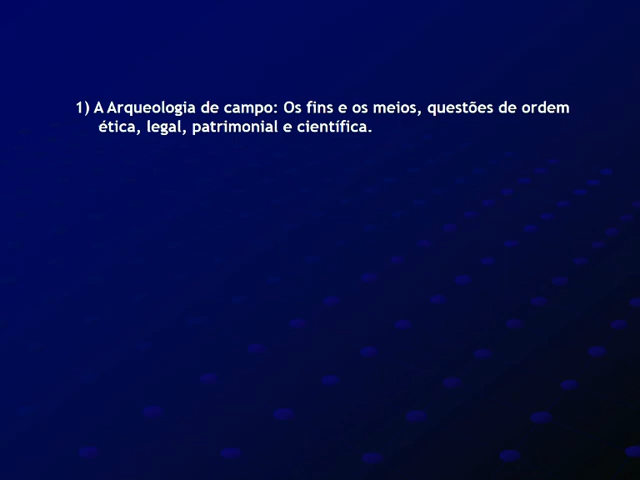 1) A Arqueologia de campo: Os fins e os meios, questões de ordem
ética, legal, patrimonial e científica.